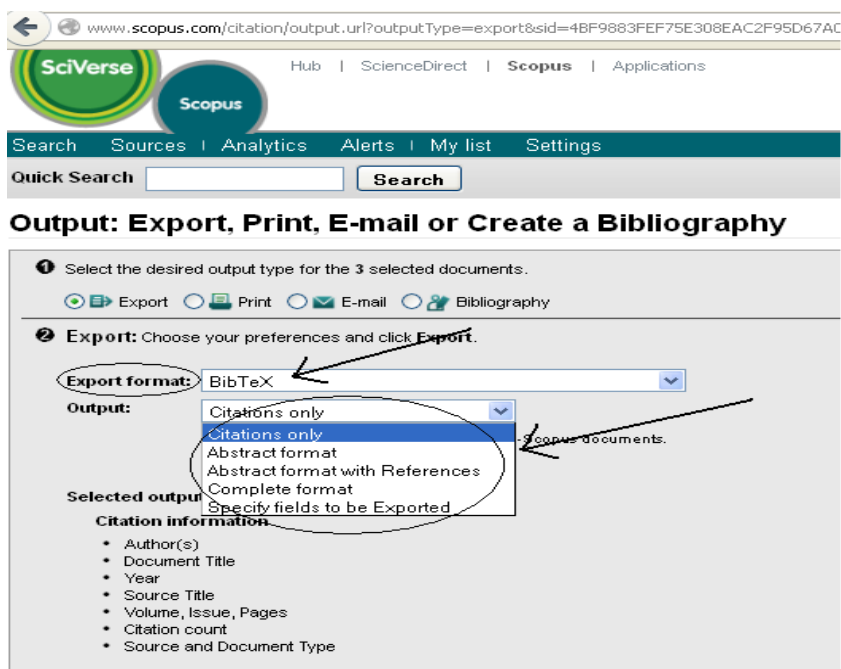 www.scopus.com/citation/output.url?outputType=export&sid=4BF9883FEF75E308EAC2F95D67AC
SciVerse
Scopus
Hub | ScienceDirect | Scopus | Applications
Search Sources | Analytics Alerts | My list Settings
Quick Search Search
Output: Export, Print, E-mail or Create a Bibliography
1 Select the desired output type for the 3 selected documents.
Export Print E-mail Bibliography
2 Export: Choose your preferences and click Export.
Export format: BibTeX
Output: Citations only
Citations only
-Scopus documents.
Abstract format
Abstract format with References
Complete format
Selected output
Specify fields to be Exported
Citation information
• Author(s)
• Document Title
• Year
• Source Title
• Volume, Issue, Pages
• Citation count
• Source and Document Type